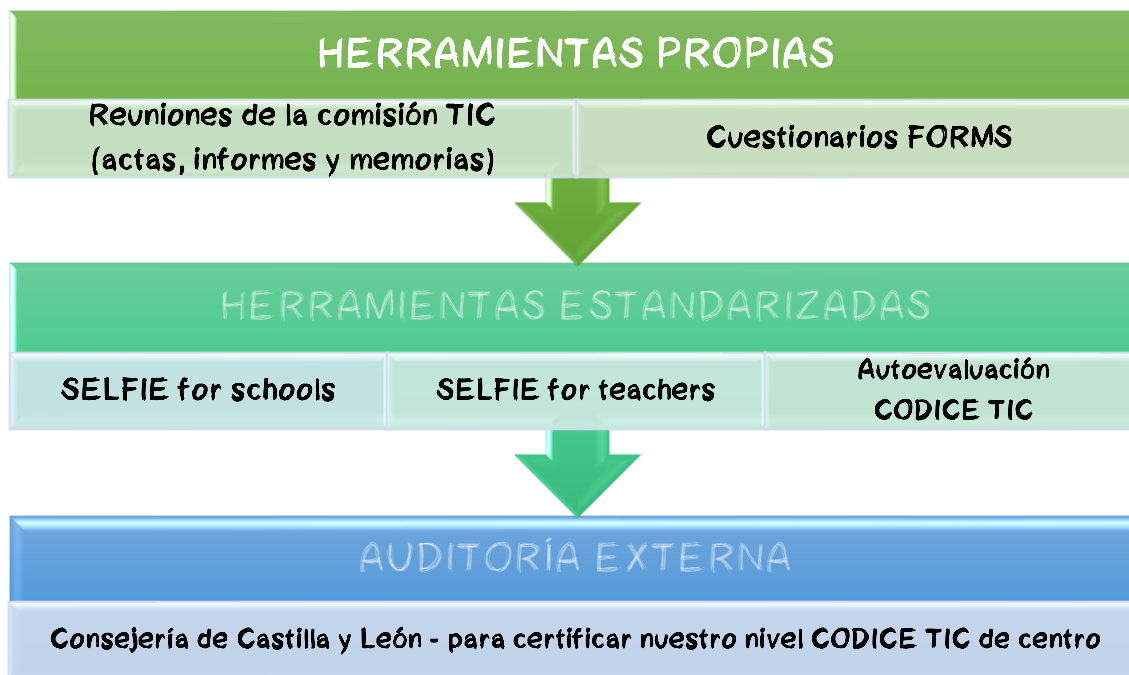 HERRAMIENTAS PROPIAS
Reuniones de la comisión TIC
(actas, informes y memorias)
Cuestionarios FORMS
HERRAMIENTAS ESTANDARIZADAS
SELFIE for schools
SELFIE for teachers
Autoevaluación
CODICE TIC
AUDITORÍA EXTERNA
Consejería de Castilla y León - para certificar nuestro nivel CODICE TIC de centro